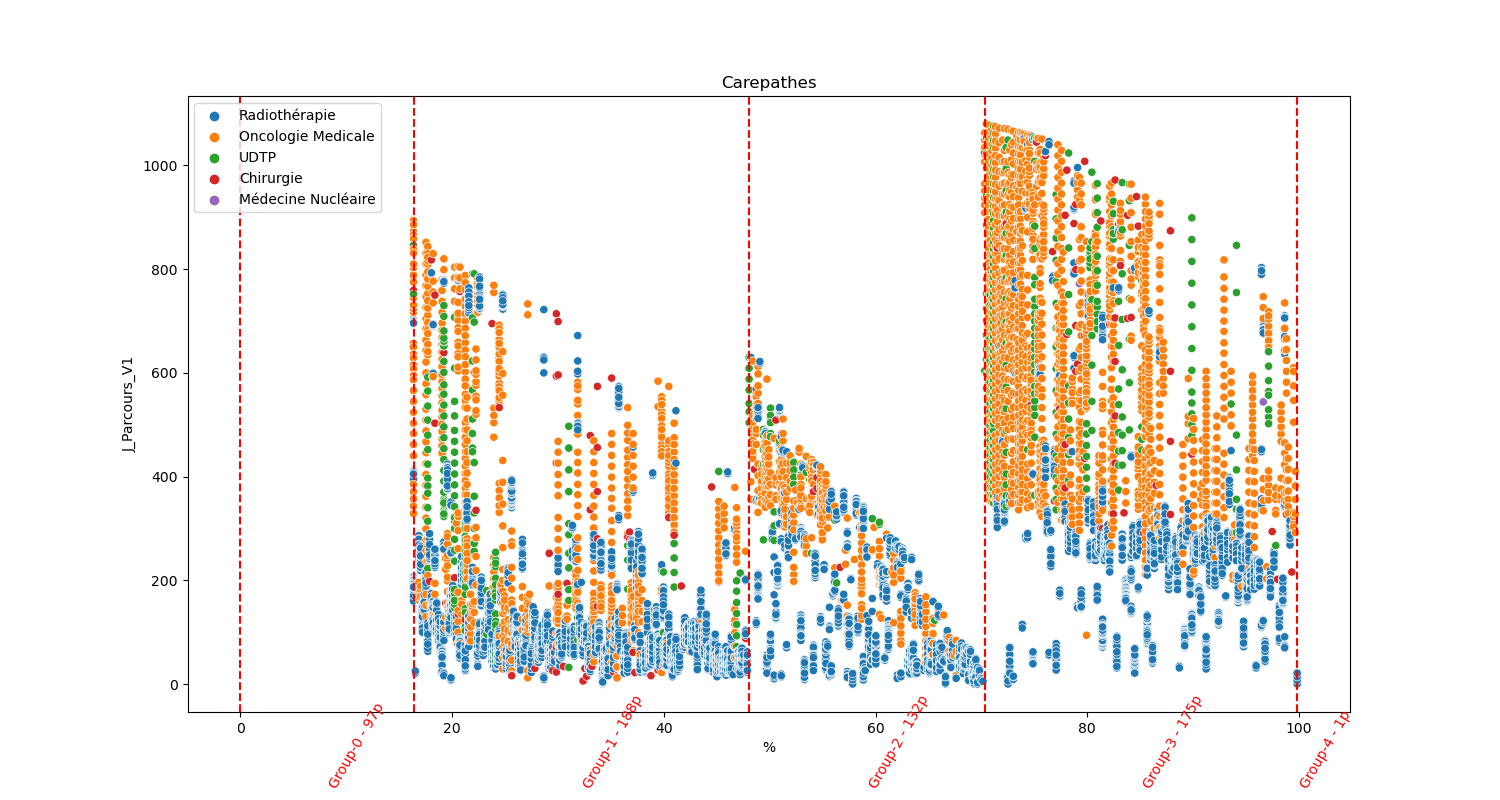 Carepathes
Radiothérapie
Oncologie Medicale
UDTP
Chirurgie
Médecine Nucléaire
J_Parcours_V1
1000
800
600
400
200
0
0 20 40 60 80 100
%
Group-0 - 97p
Group-1 - 188p
Group-2 - 132p
Group-3 - 175p
Group-4 - 1p